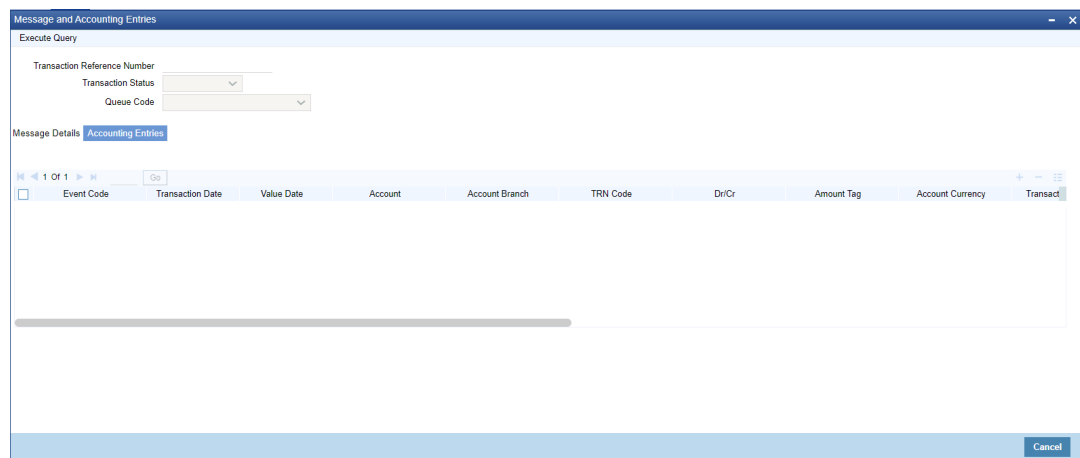 Message and Accounting Entries
Execute Query
Transaction Reference Number
Transaction Status
Queue Code
Message Details Accounting Entries
1 Of 1 Go
Event Code Transaction Date Value Date Account Account Branch TRN Code Dr/Cr Amount Tag Account Currency Transact
Cancel